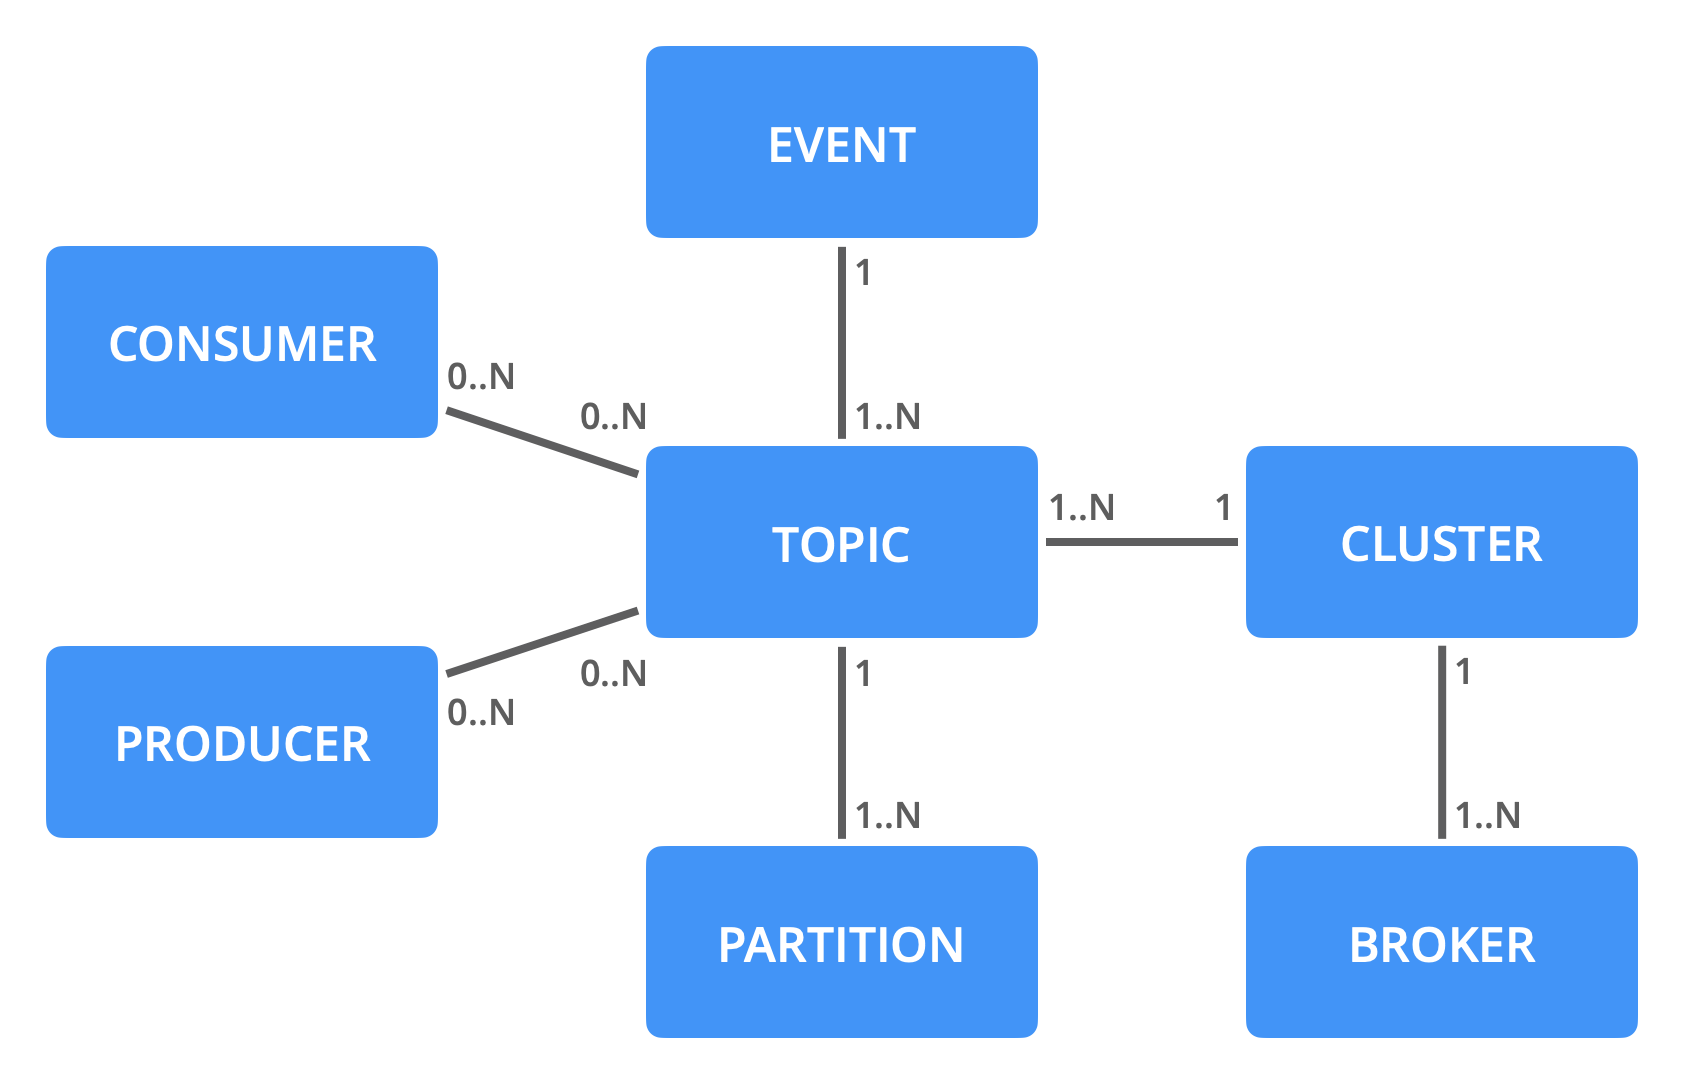 EVENT
1
CONSUMER
0..N
0..N
1..N
TOPIC
1..N
1
CLUSTER
PRODUCER
0..N
0..N
1
1..N
PARTITION
1
1..N
BROKER